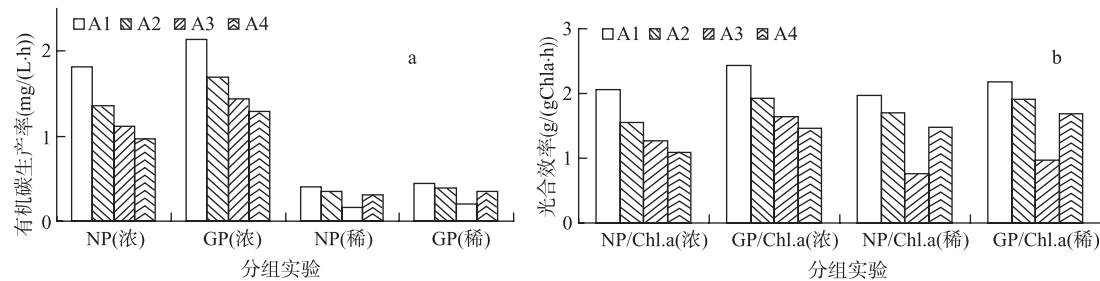 A1 A2 A3 A4
a
有机碳生产率(mg/(L·h))
2
1
0
NP(浓) GP(浓) NP(稀) GP(稀)
分组实验
A1 A2 A3 A4
b
光合效率(g/(gChla·h))
3
2
1
0
NP/Chl.a(浓) GP/Chl.a(浓) NP/Chl.a(稀) GP/Chl.a(稀)
分组实验